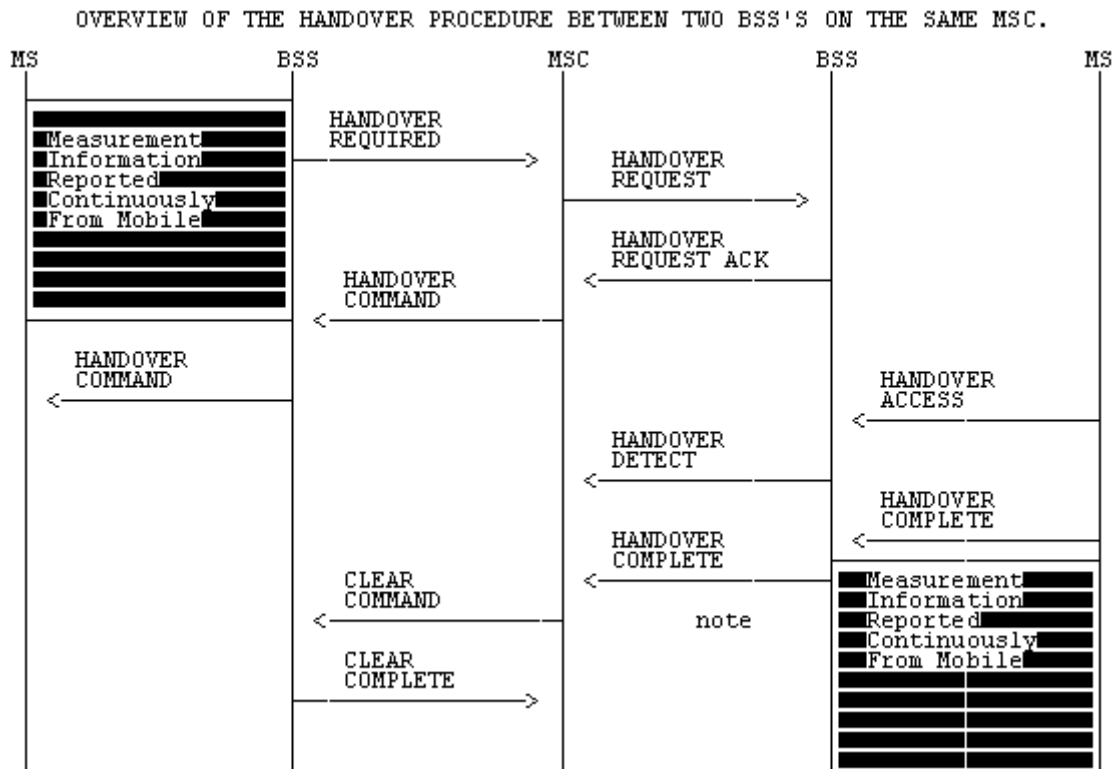 OVERVIEW OF THE HANDOVER PROCEDURE BETWEEN TWO BSS'S ON THE SAME MSC.
MS BSS MSC BSS MS
HANDOVER
REQUIRED
Measurement
Information
Reported
Continuously
From Mobile
HANDOVER
REQUEST
HANDOVER
REQUEST ACK
HANDOVER
COMMAND
HANDOVER
COMMAND
HANDOVER
ACCESS
HANDOVER
DETECT
HANDOVER
COMPLETE
HANDOVER
COMPLETE
CLEAR
COMMAND
note
Measurement
Information
Reported
Continuously
From Mobile
CLEAR
COMPLETE